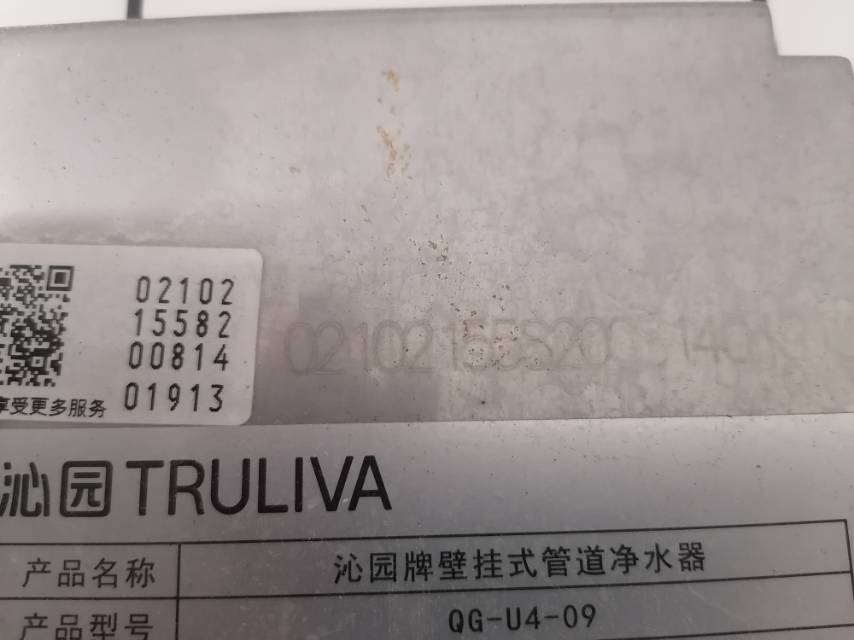 02102
15582
00814
01913
享受更多服务
沁园 TRULIVA
产品名称 沁园牌壁挂式管道净水器
产品型号 QG-U4-09